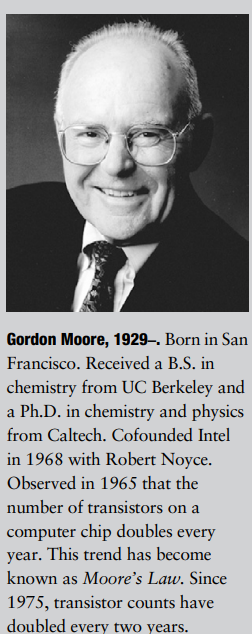 Gordon Moore, 1929–. Born in San
Francisco. Received a B.S. in
chemistry from UC Berkeley and
a Ph.D. in chemistry and physics
from Caltech. Cofounded Intel
in 1968 with Robert Noyce.
Observed in 1965 that the
number of transistors on a
computer chip doubles every
year. This trend has become
known as Moore's Law. Since
1975, transistor counts have
doubled every two years.